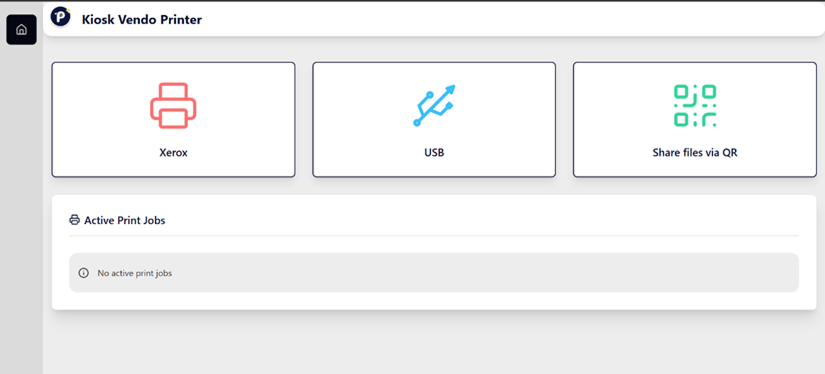 Kiosk Vendo Printer
Xerox
USB
Share files via QR
Active Print Jobs
No active print jobs